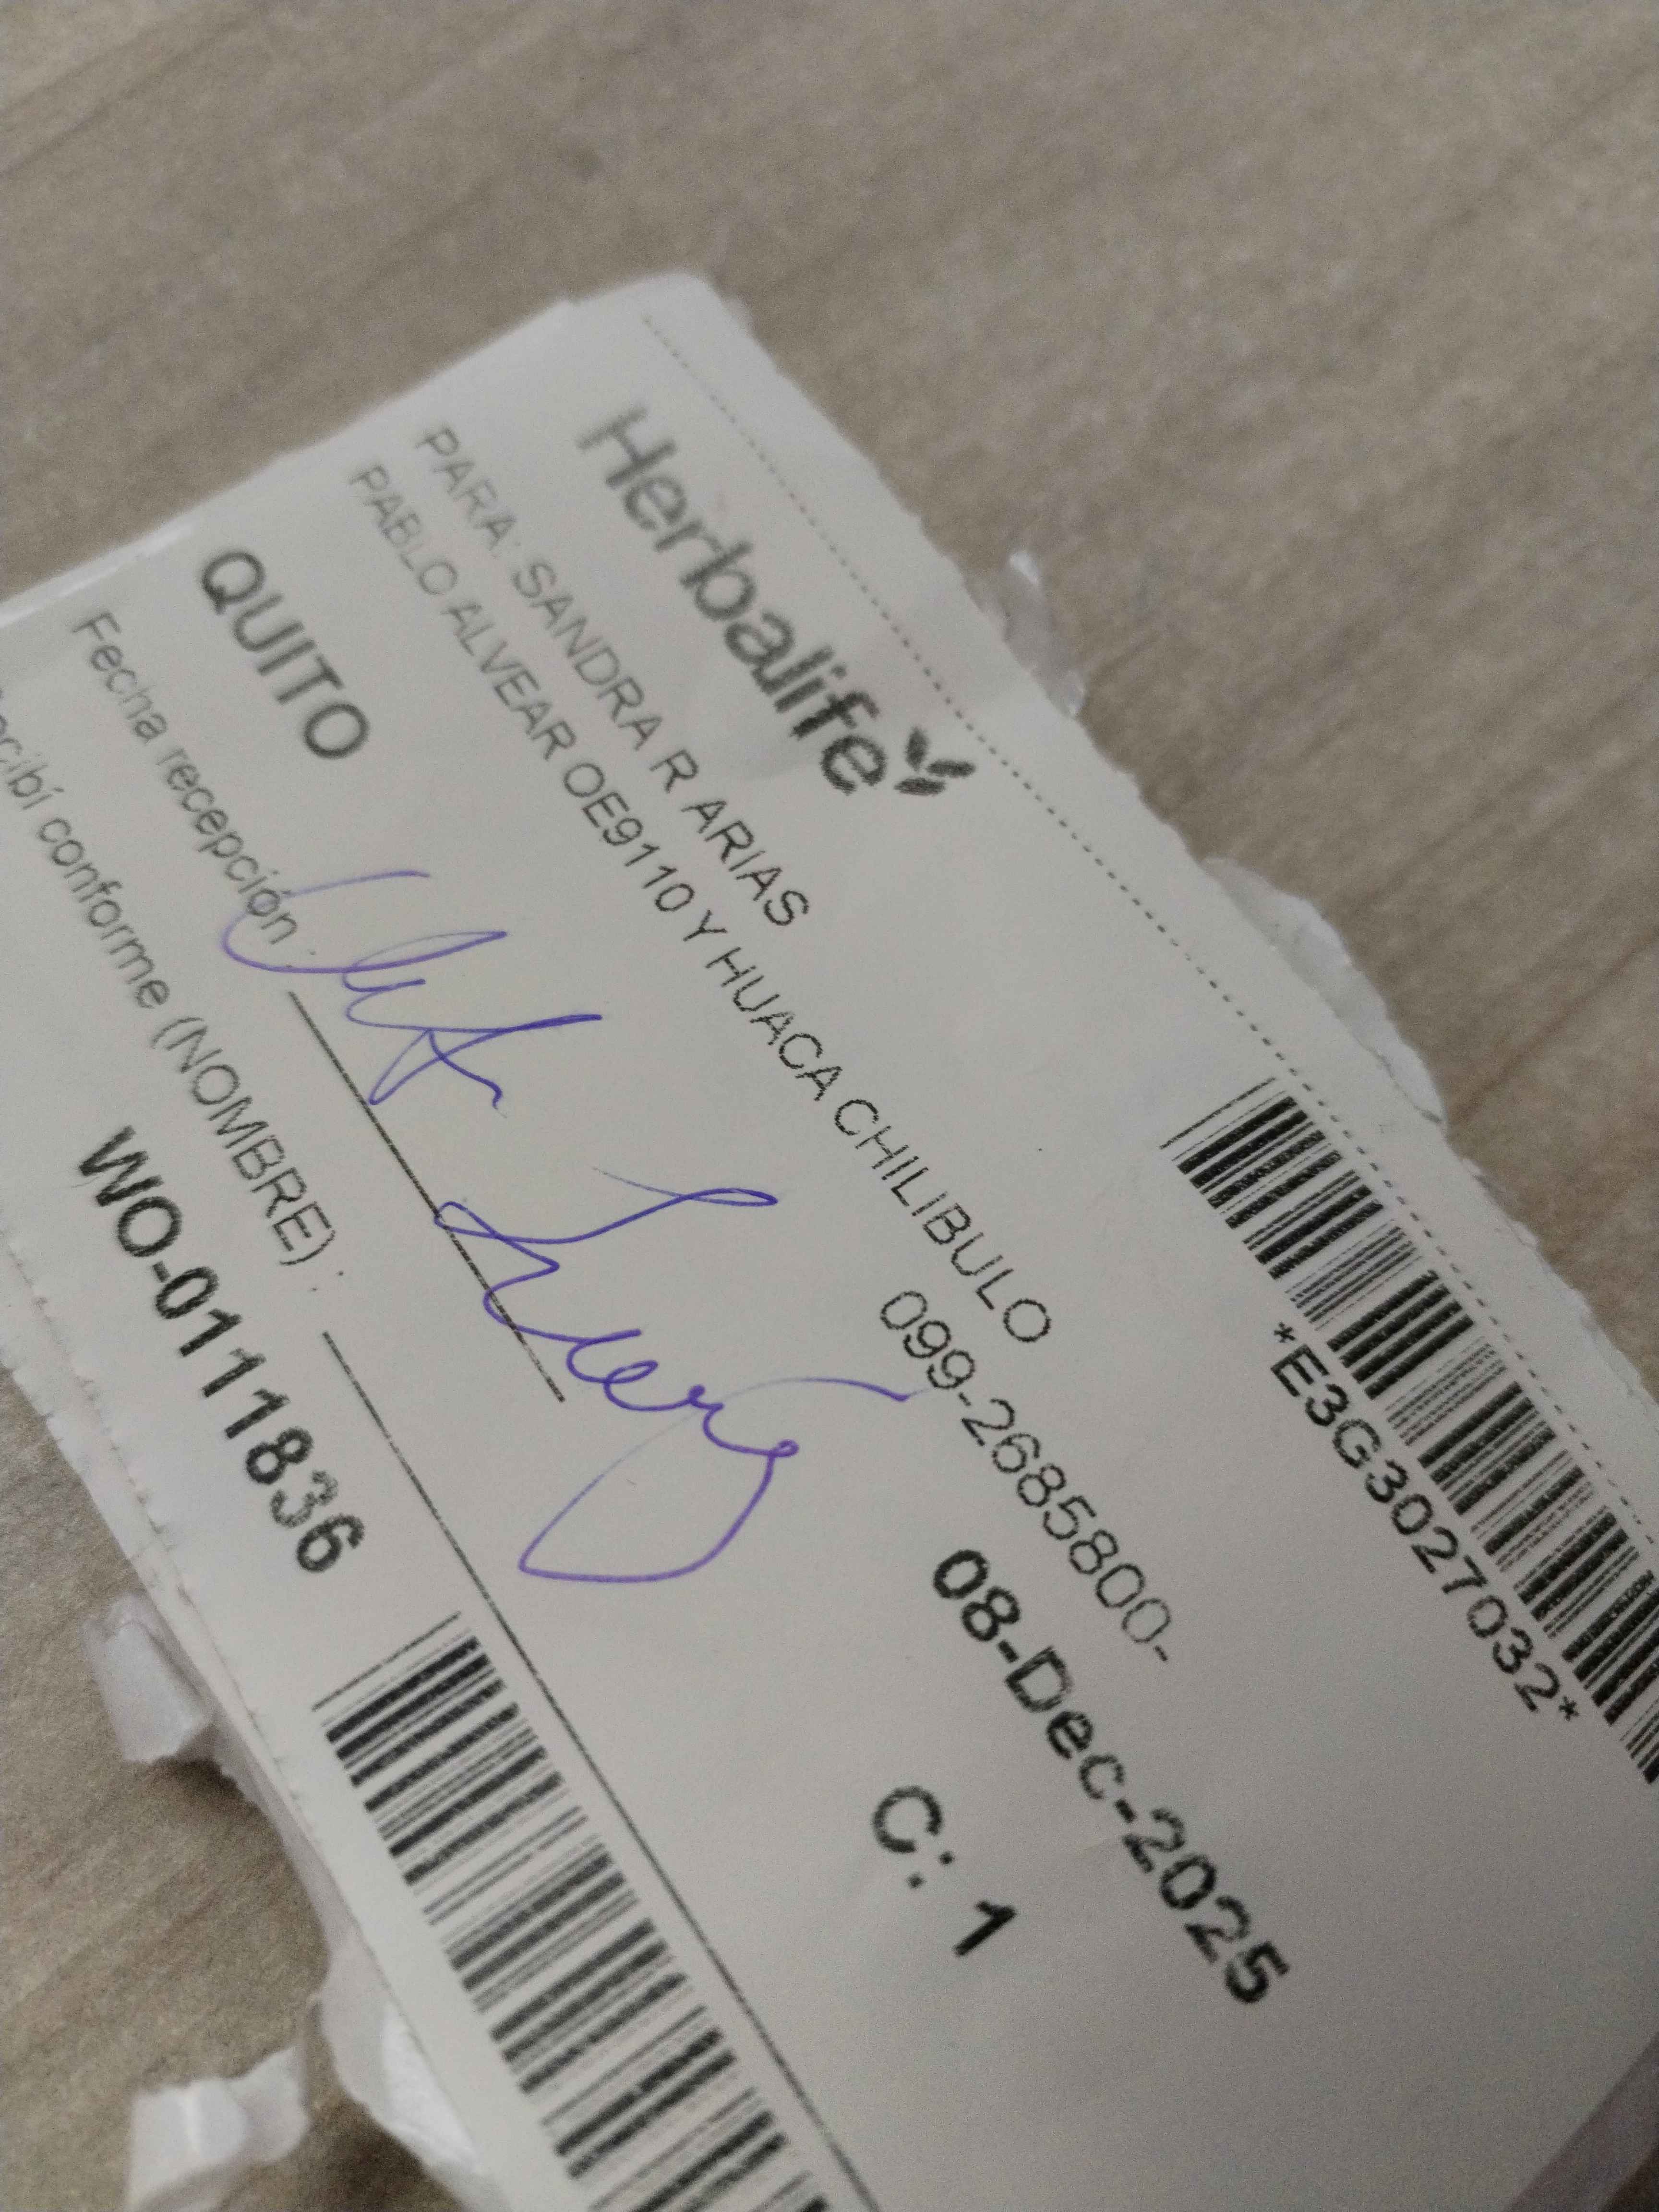 Herbalife
*E3G3027032*
PARA: SANDRA R ARIAS
PABLO ALVEAR OE9110 Y HUACA CHILIBULO
099-2685800-
08-Dec-2025
QUITO
C: 1
Fecha recepción :
ecibí conforme (NOMBRE) :
WO-0111836